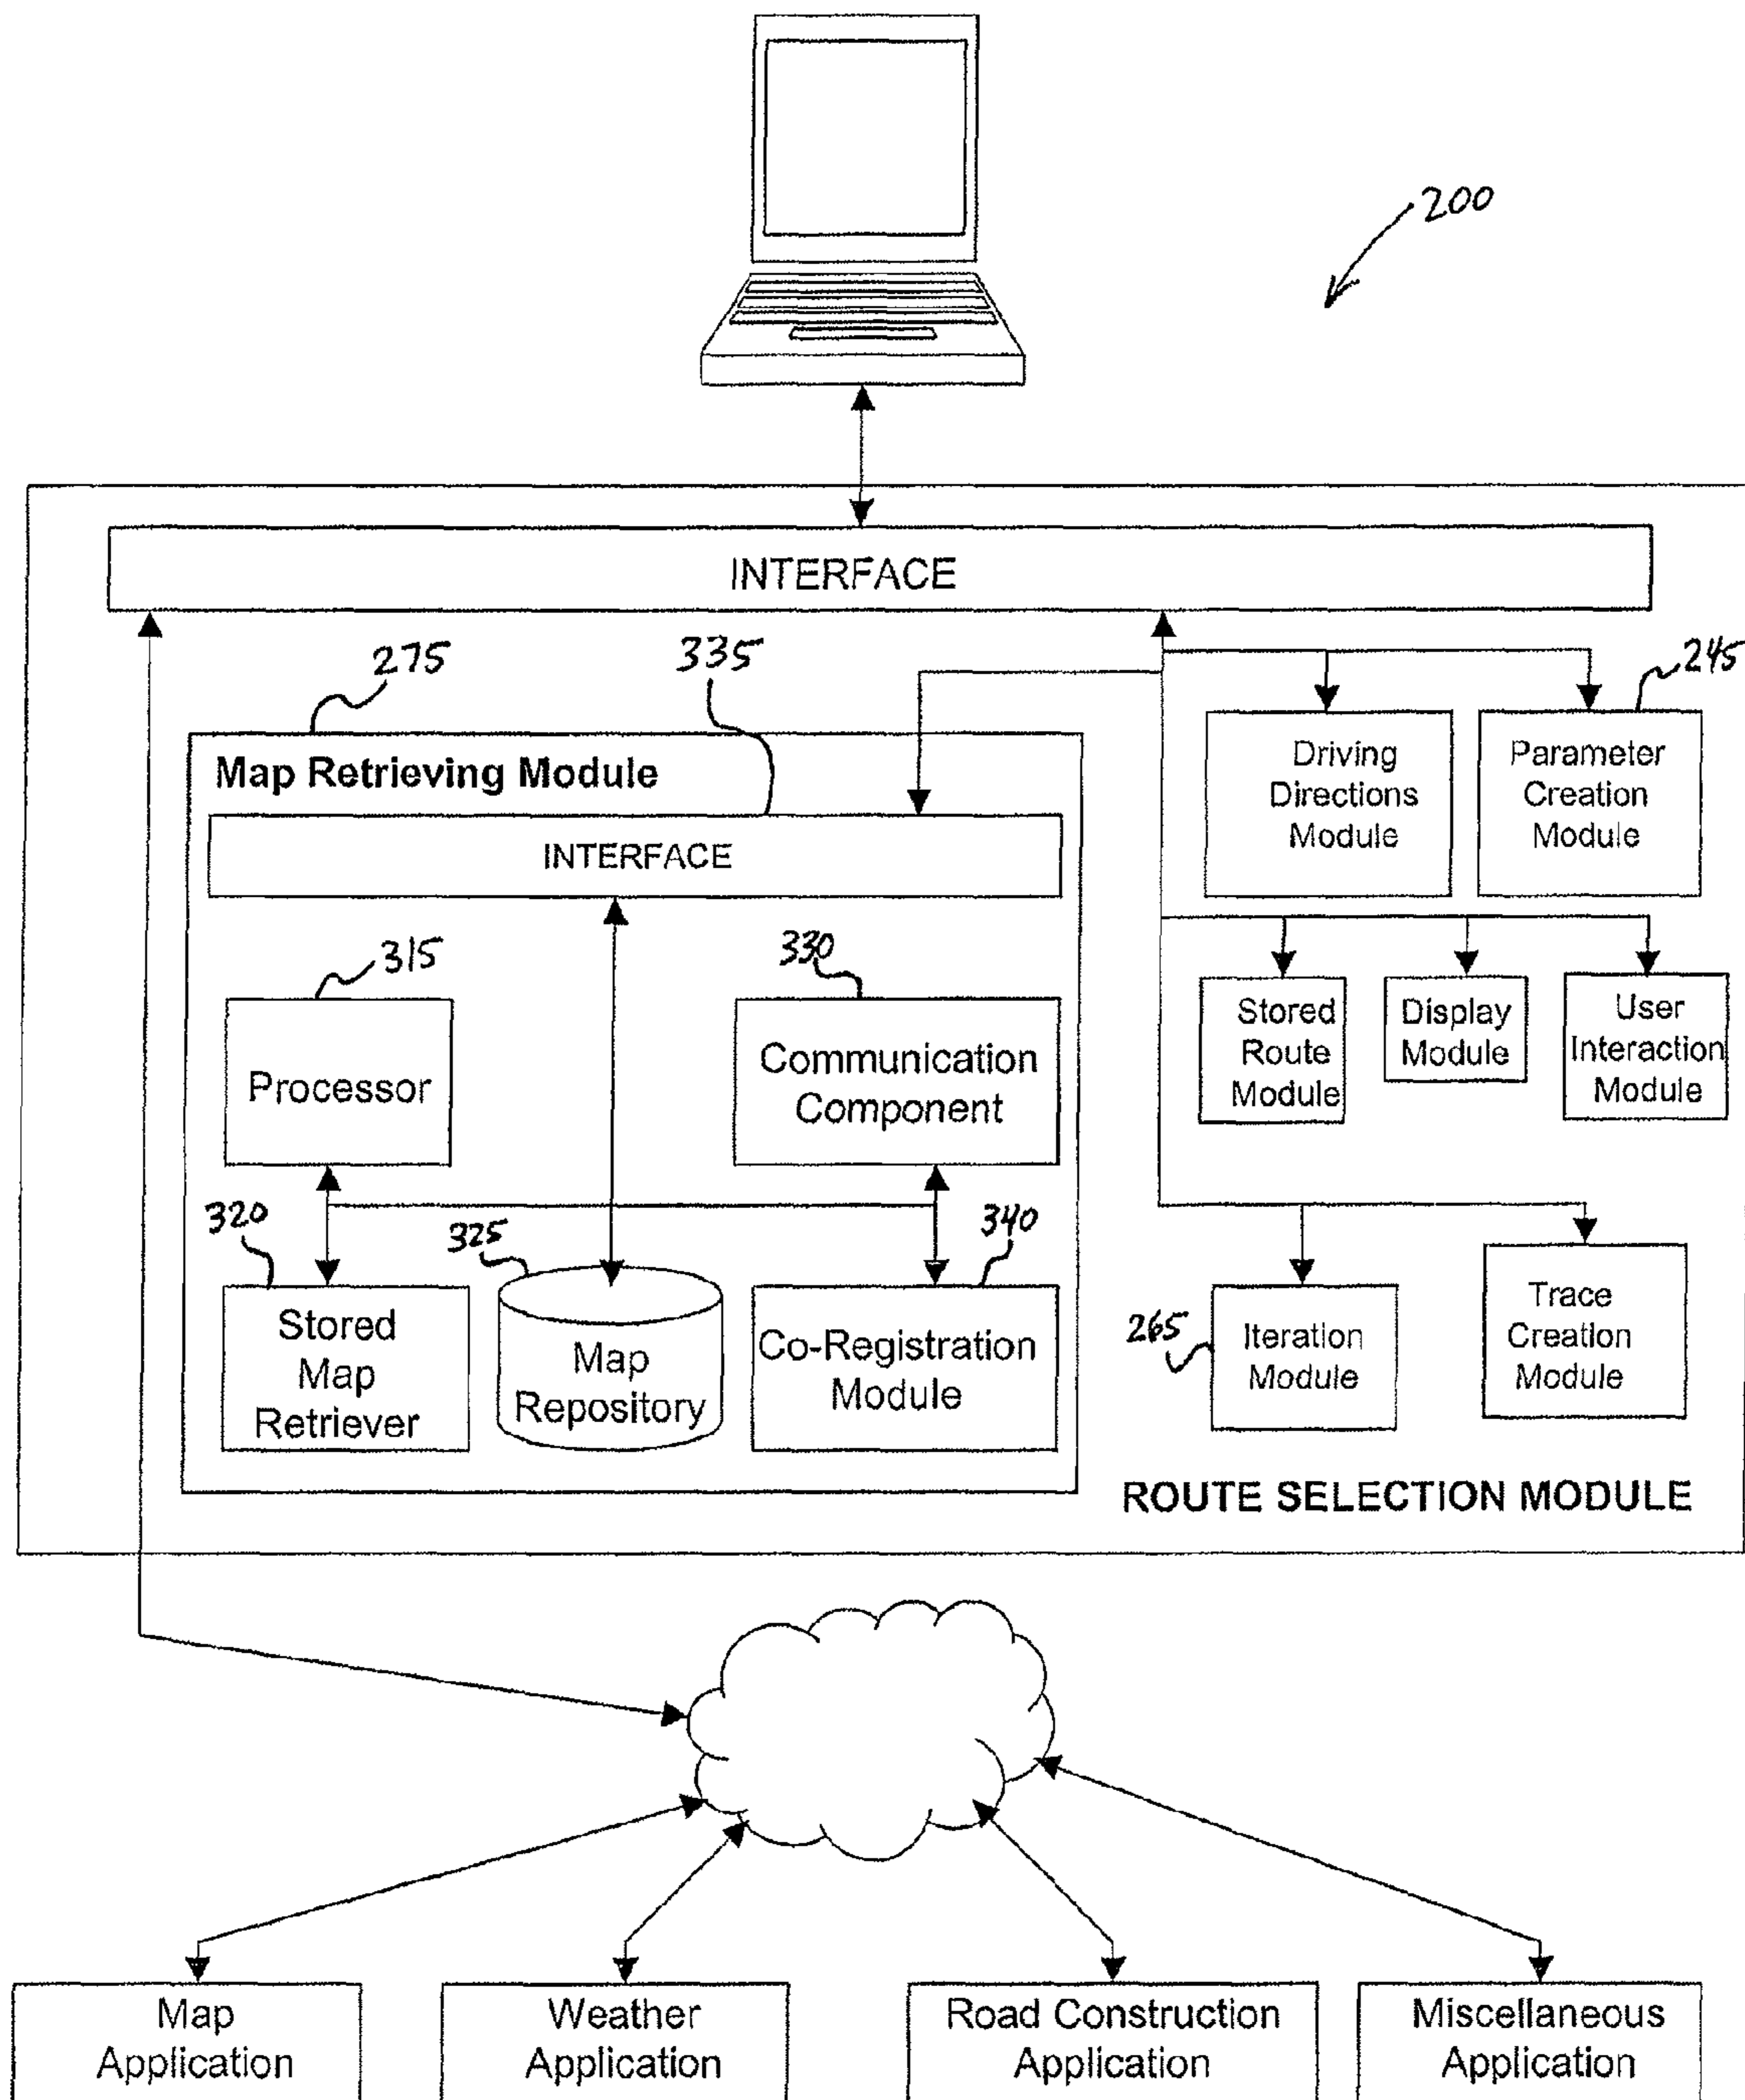 200
INTERFACE
275
335
245
Map Retrieving Module
INTERFACE
Driving
Directions
Module
Parameter
Creation
Module
315
330
Processor
Communication
Component
Stored
Route
Module
Display
Module
User
Interaction
Module
320
325
340
Stored
Map
Retriever
Map
Repository
Co-Registration
Module
265
Iteration
Module
Trace
Creation
Module
ROUTE SELECTION MODULE
Map
Application
Weather
Application
Road Construction
Application
Miscellaneous
Application